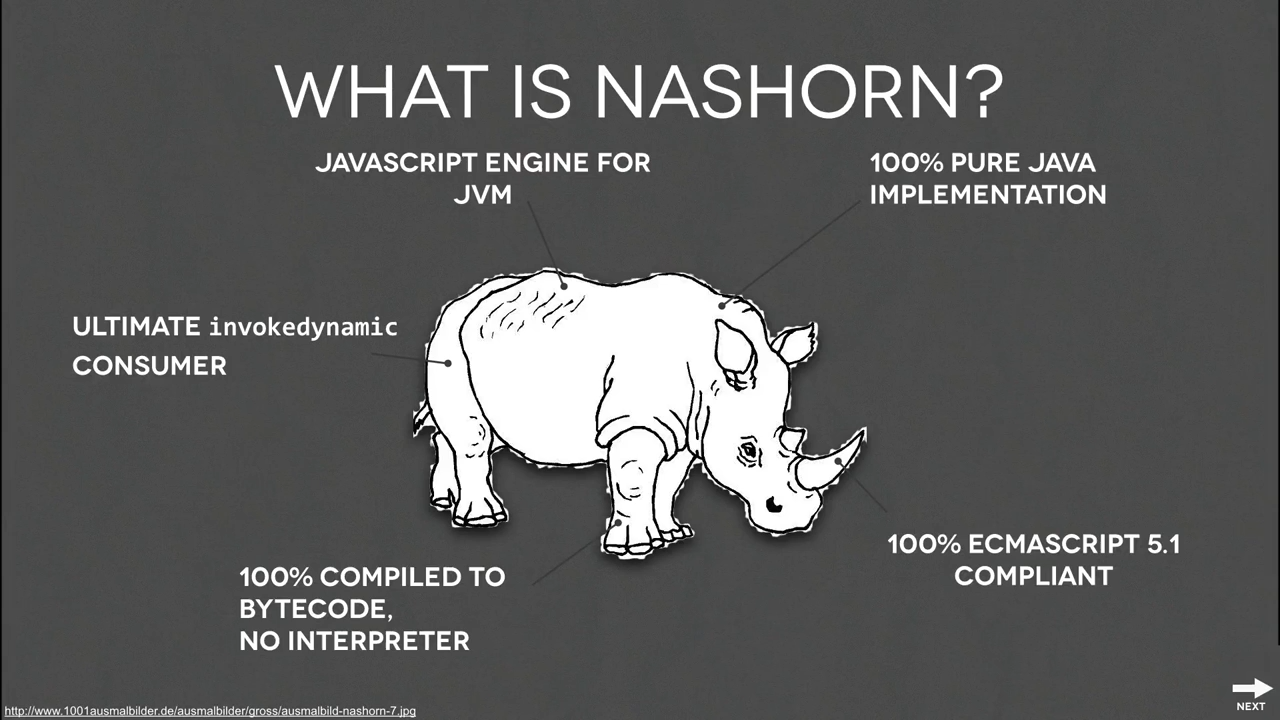 WHAT IS NASHORN?
JAVASCRIPT ENGINE FOR
JVM
100% PURE JAVA
IMPLEMENTATION
ULTIMATE invokedynamic
CONSUMER
100% ECMASCRIPT 5.1
COMPLIANT
100% COMPILED TO
BYTECODE,
NO INTERPRETER
http://www.1001ausmalbilder.de/ausmalbilder/gross/ausmalbild-nashorn-7.jpg
NEXT